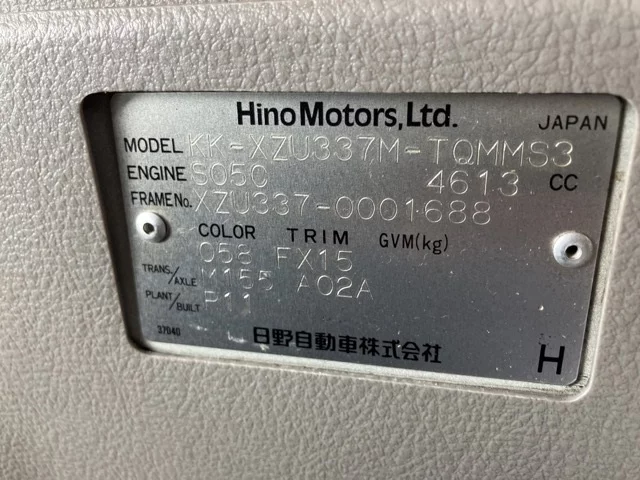 Hino Motors, Ltd. JAPAN
MODEL KK-XZU337M-TQMMS3
ENGINE S050 4613 CC
FRAME No. XZU337-0001688
COLOR TRIM GVM(kg)
058 FX15
TRANS./AXLE M155 A02A
PLANT/BUILT P11
37040 日野自動車株式会社 H